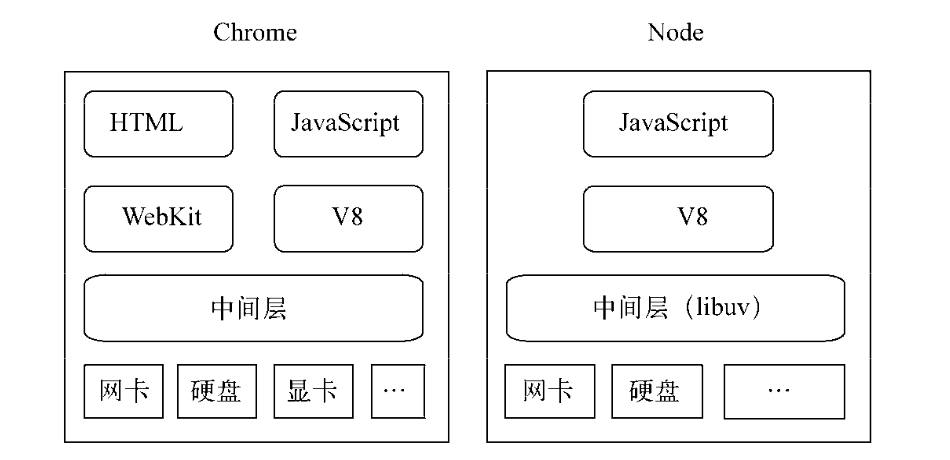 Chrome
Node
HTML
JavaScript
JavaScript
WebKit
V8
V8
中间层
中间层（libuv）
网卡
硬盘
显卡
…
网卡
硬盘
…